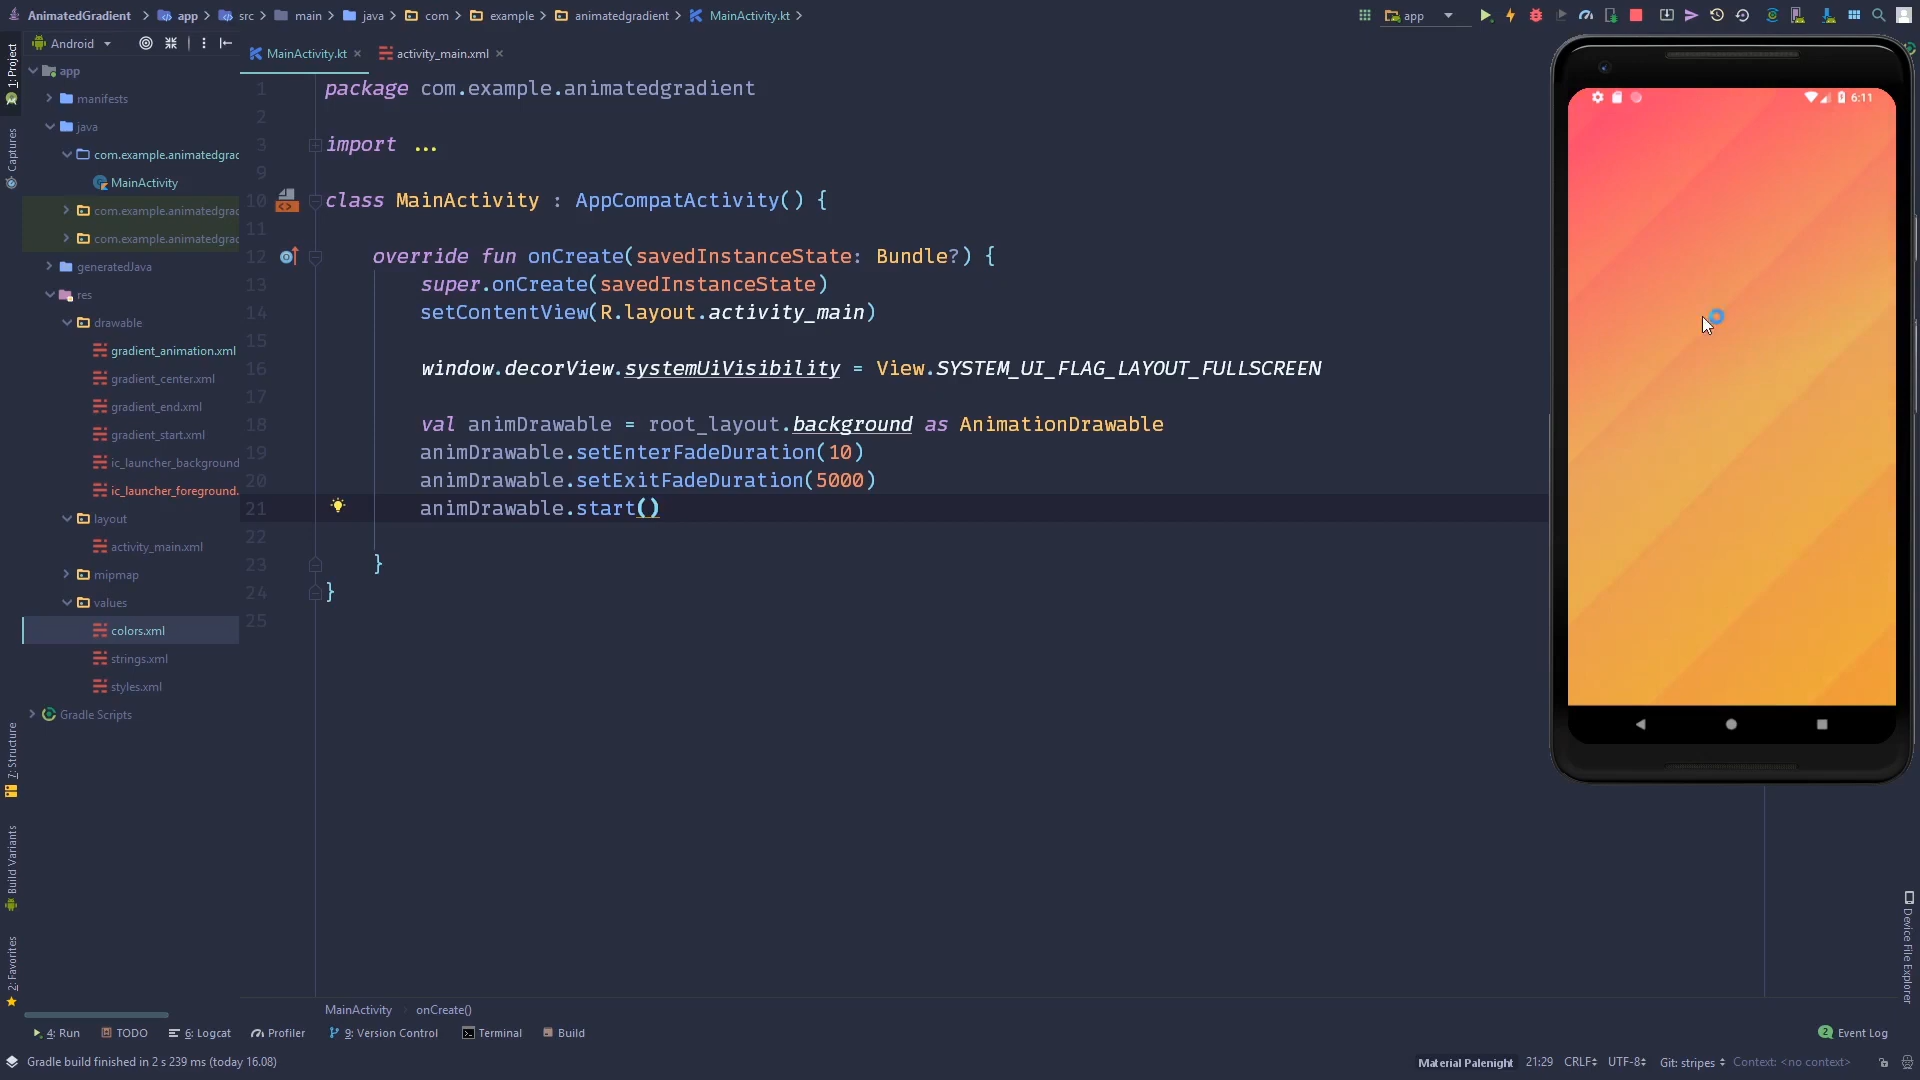 AnimatedGradient > app > src > main > java > com > example > animatedgradient > MainActivity.kt >
app
6:11
1: Project
Captures
7: Structure
Build Variants
2: Favorites
Android
app
manifests
java
com.example.animatedgrad
MainActivity
com.example.animatedgrad
com.example.animatedgrad
generatedJava
res
drawable
gradient_animation.xml
gradient_center.xml
gradient_end.xml
gradient_start.xml
ic_launcher_background
ic_launcher_foreground.
layout
activity_main.xml
mipmap
values
colors.xml
strings.xml
styles.xml
Gradle Scripts
MainActivity.kt × activity_main.xml ×
1 package com.example.animatedgradient
2
3 import ...
9
10 class MainActivity : AppCompatActivity() {
11
12 override fun onCreate(savedInstanceState: Bundle?) {
13 super.onCreate(savedInstanceState)
14 setContentView(R.layout.activity_main)
15
16 window.decorView.systemUiVisibility = View.SYSTEM_UI_FLAG_LAYOUT_FULLSCREEN
17
18 val animDrawable = root_layout.background as AnimationDrawable
19 animDrawable.setEnterFadeDuration(10)
20 animDrawable.setExitFadeDuration(5000)
21 animDrawable.start()
22
23 }
24 }
25
Device File Explorer
MainActivity › onCreate()
4: Run TODO 6: Logcat Profiler 9: Version Control Terminal Build
2 Event Log
Gradle build finished in 2 s 239 ms (today 16.08)
Material Palenight 21:29 CRLF UTF-8 Git: stripes Context: <no context>